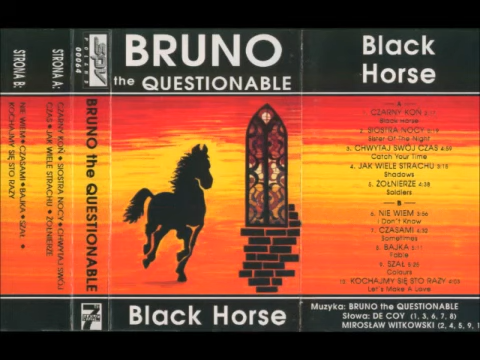 STRONA A:
CZARNY KOŃ ♦ SIOSTRA NOCY ♦ CHWYTAJ SWÓJ
CZAS ♦ JAK WIELE STRACHU ♦ ŻOŁNIERZE
STRONA B:
NIE WIEM ♦ CZASAMI ♦ BAJKA ♦ SZAŁ ♦
KOCHAJMY SIĘ STO RAZY
SPV
00064
BRUNO the QUESTIONABLE
BRUNO
the QUESTIONABLE
Black Horse
Black
Horse
A
CZARNY KOŃ
Black Horse
2. SIOSTRA NOCY
Sister Of The Night
3. CHWYTAJ SWÓJ CZAS
Catch Your Time
4. JAK WIELE STRACHU
Shadows
5. ŻOŁNIERZE
Soldiers
B
6. NIE WIEM
I Don't Know
7. CZASAMI
Sometimes
8. BAJKA
Fable
9. SZAŁ
Colours
10. KOCHAJMY SIĘ STO RAZY
Let's Make A Love
Muzyka: BRUNO the QUESTIONABLE
Słowa: DE COY (1, 3, 6, 7, 8)
MIROSŁAW WITKOWSKI (2, 4, 5, 9, 1